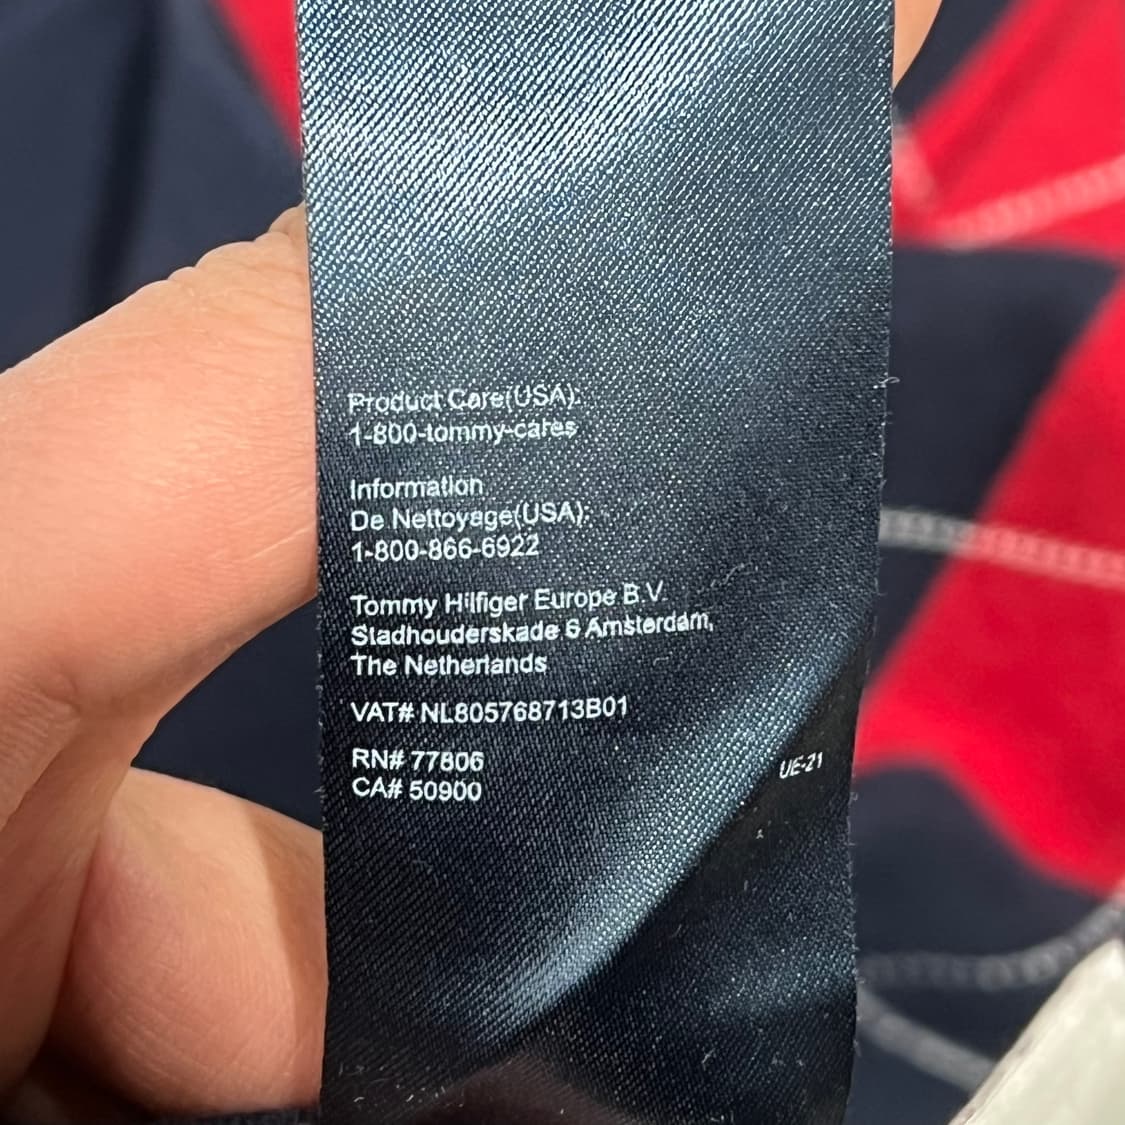 Product Care(USA):
1-800-tommy-cares
Information
De Nettoyage(USA):
1-800-866-6922
Tommy Hilfiger Europe B.V.
Stadhouderskade 6 Amsterdam,
The Netherlands
VAT# NL805768713B01
RN# 77806
CA# 50900
UE-21